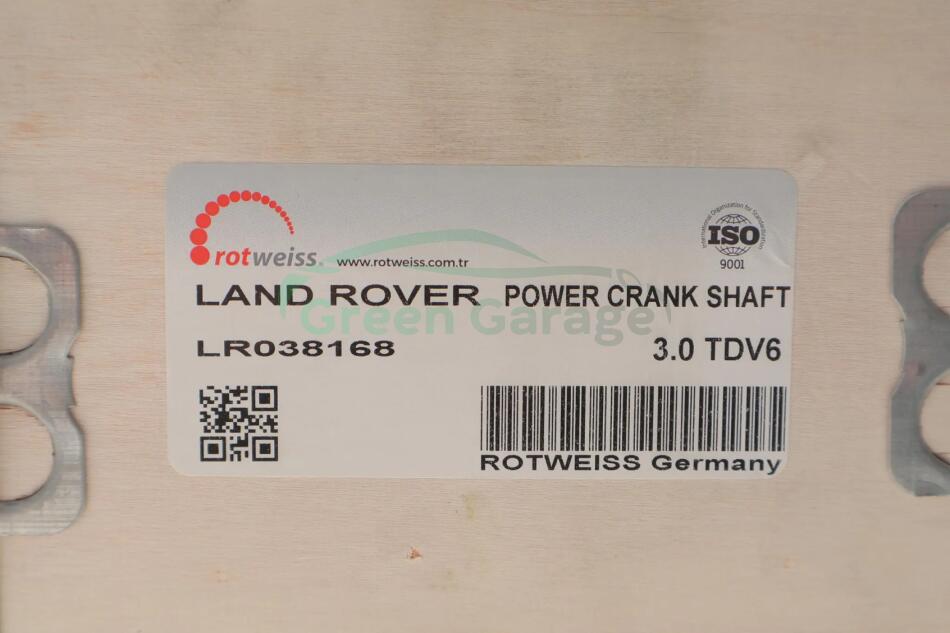 rotweiss.
www.rotweiss.com.tr
International Organization for Standardization
ISO
9001
LAND ROVER POWER CRANK SHAFT
Green Garage
LR038168 3.0 TDV6
ROTWEISS Germany